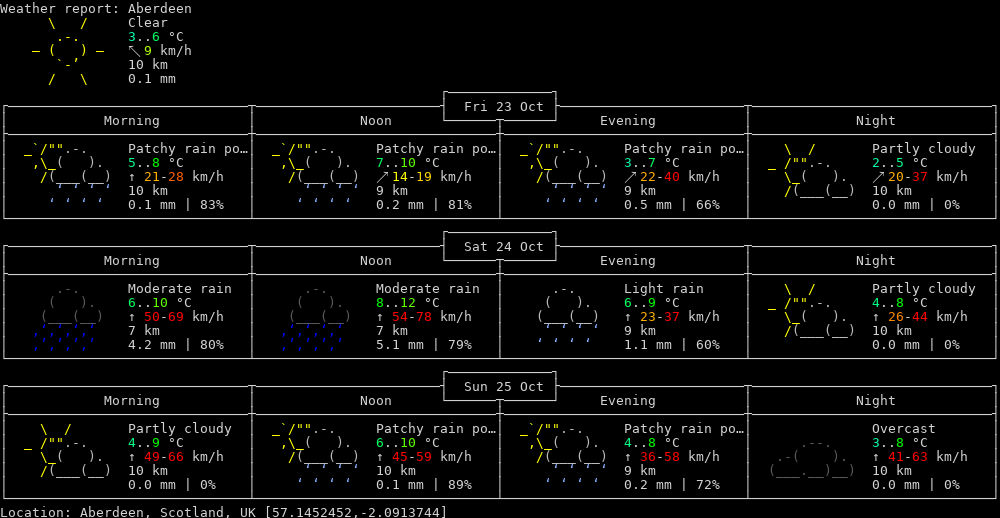 Weather report: Aberdeen
Clear
3..6 °C
↖ 9 km/h
10 km
0.1 mm
Fri 23 Oct
Morning Noon Evening Night
Patchy rain po… Patchy rain po… Patchy rain po… Partly cloudy
5..8 °C 7..10 °C 3..7 °C 2..5 °C
↑ 21-28 km/h ↗ 14-19 km/h ↗ 22-40 km/h ↗ 20-37 km/h
10 km 9 km 9 km 10 km
0.1 mm | 83% 0.2 mm | 81% 0.5 mm | 66% 0.0 mm | 0%
Sat 24 Oct
Morning Noon Evening Night
Moderate rain Moderate rain Light rain Partly cloudy
6..10 °C 8..12 °C 6..9 °C 4..8 °C
↑ 50-69 km/h ↑ 54-78 km/h ↑ 23-37 km/h ↑ 26-44 km/h
7 km 7 km 9 km 10 km
4.2 mm | 80% 5.1 mm | 79% 1.1 mm | 60% 0.0 mm | 0%
Sun 25 Oct
Morning Noon Evening Night
Partly cloudy Patchy rain po… Patchy rain po… Overcast
4..9 °C 6..10 °C 4..8 °C 3..8 °C
↑ 49-66 km/h ↑ 45-59 km/h ↑ 36-58 km/h ↑ 41-63 km/h
10 km 10 km 9 km 10 km
0.0 mm | 0% 0.1 mm | 89% 0.2 mm | 72% 0.0 mm | 0%
Location: Aberdeen, Scotland, UK [57.1452452,-2.0913744]